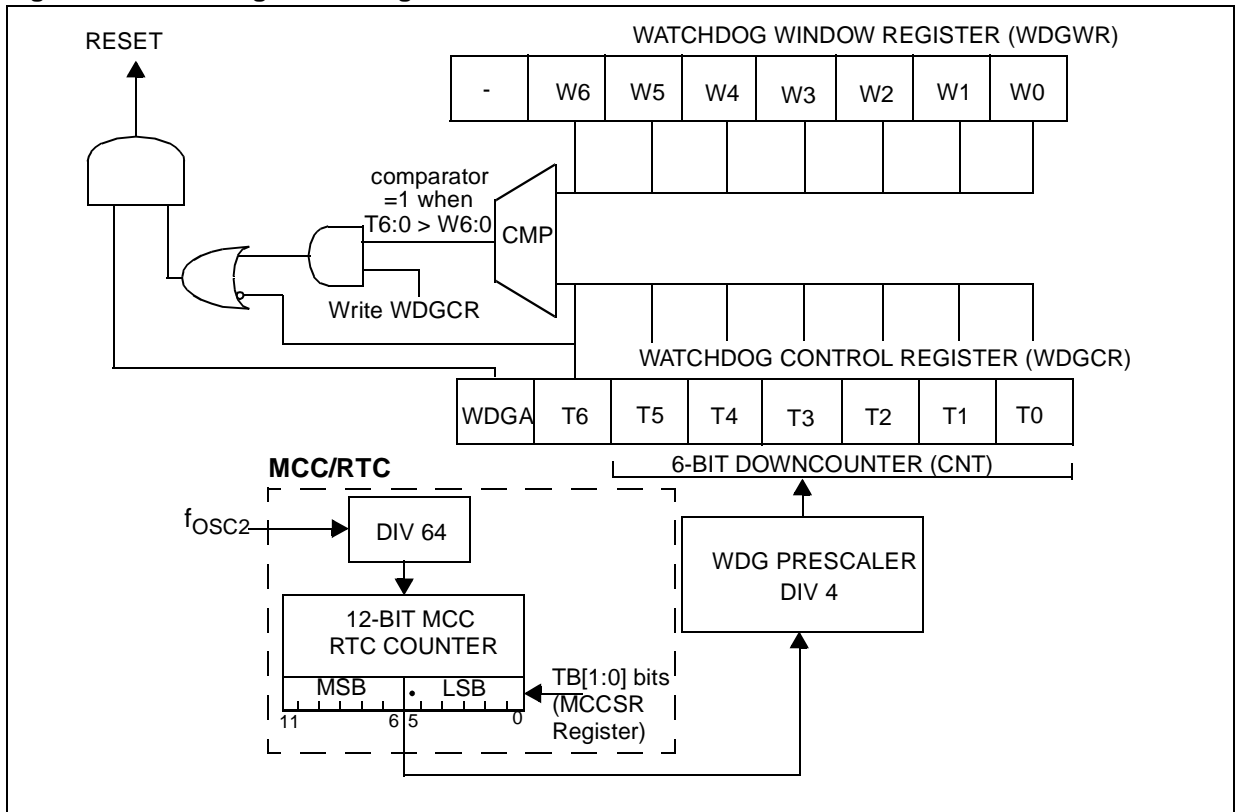 RESET
WATCHDOG WINDOW REGISTER (WDGWR)
- W6 W5 W4 W3 W2 W1 W0
comparator
=1 when
T6:0 > W6:0
CMP
Write WDGCR
WATCHDOG CONTROL REGISTER (WDGCR)
WDGA T6 T5 T4 T3 T2 T1 T0
6-BIT DOWNCOUNTER (CNT)
MCC/RTC
fOSC2
DIV 64
WDG PRESCALER
DIV 4
12-BIT MCC
RTC COUNTER
MSB LSB
11 6 5 0
TB[1:0] bits
(MCCSR
Register)